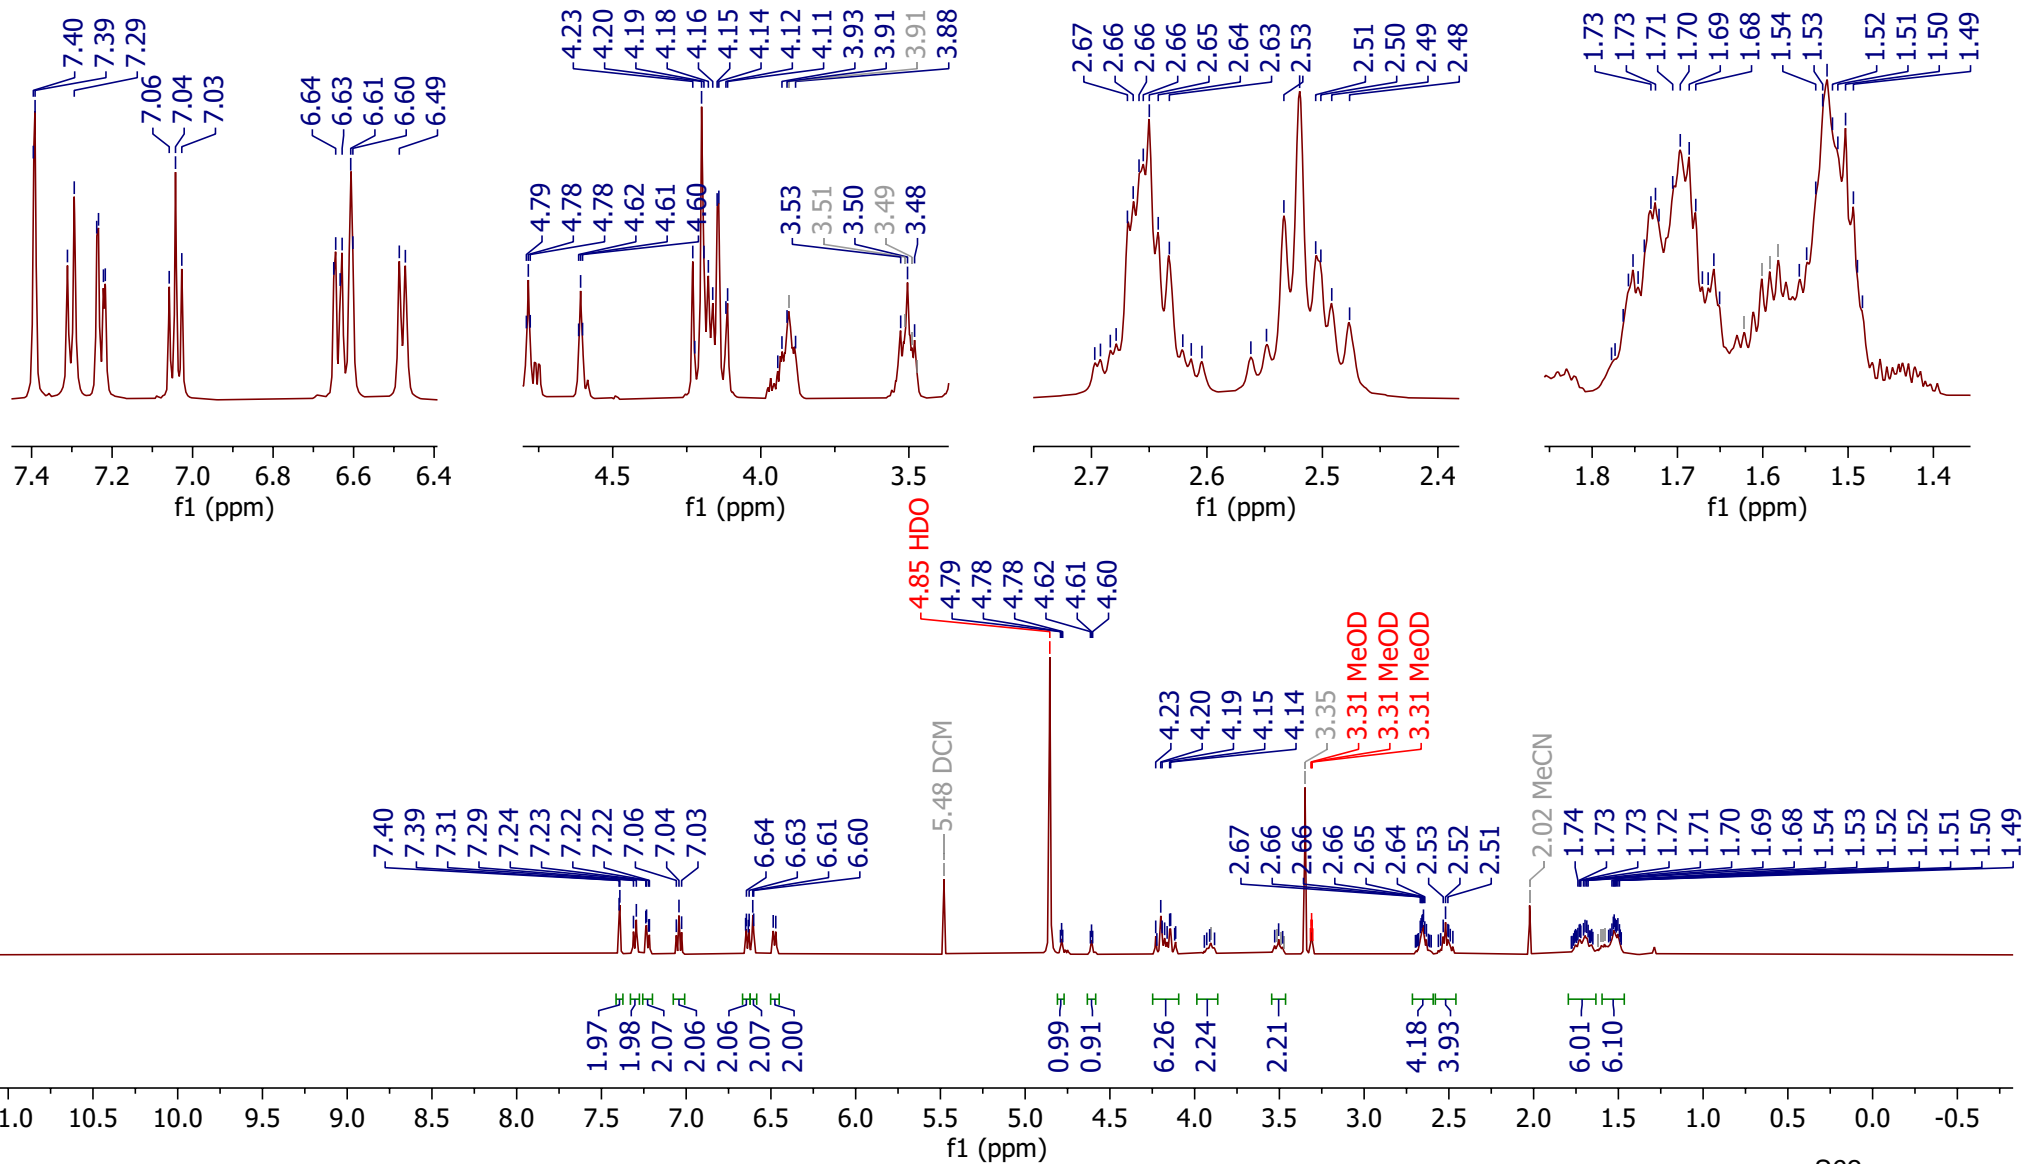 7.40 7.39 7.29
7.06 7.04 7.03
6.64 6.63 6.61 6.60 6.49
7.4 7.2 7.0 6.8 6.6 6.4
f1 (ppm)
4.23 4.20 4.19 4.18 4.16 4.15 4.14 4.12 4.11 3.93 3.91 3.91 3.88
4.79 4.78 4.78 4.62 4.61 4.60
3.53 3.51 3.50 3.49 3.48
4.5 4.0 3.5
f1 (ppm)
2.67 2.66 2.66 2.66 2.65 2.64 2.63 2.53 2.51 2.50 2.49 2.48
2.7 2.6 2.5 2.4
f1 (ppm)
1.73 1.73 1.71 1.70 1.69 1.68 1.54 1.53 1.52 1.51 1.50 1.49
1.8 1.7 1.6 1.5 1.4
f1 (ppm)
4.85 HDO
4.79 4.78 4.78 4.62 4.61 4.60
4.23 4.20 4.19 4.15 4.14
3.35
3.31 MeOD
3.31 MeOD
3.31 MeOD
5.48 DCM
2.02 MeCN
7.40 7.39 7.31 7.29 7.24 7.23 7.22 7.22 7.06 7.04 7.03
6.64 6.63 6.61 6.60
2.67 2.66 2.66 2.66 2.65 2.64 2.53 2.52 2.51
1.74 1.73 1.73 1.72 1.71 1.70 1.69 1.68 1.54 1.53 1.52 1.52 1.51 1.50 1.49
1.97 1.98 2.07 2.06 2.06 2.07 2.00 0.99 0.91 6.26 2.24 2.21 4.18 3.93 6.01 6.10
1.0 10.5 10.0 9.5 9.0 8.5 8.0 7.5 7.0 6.5 6.0 5.5 5.0 4.5 4.0 3.5 3.0 2.5 2.0 1.5 1.0 0.5 0.0 -0.5
f1 (ppm)